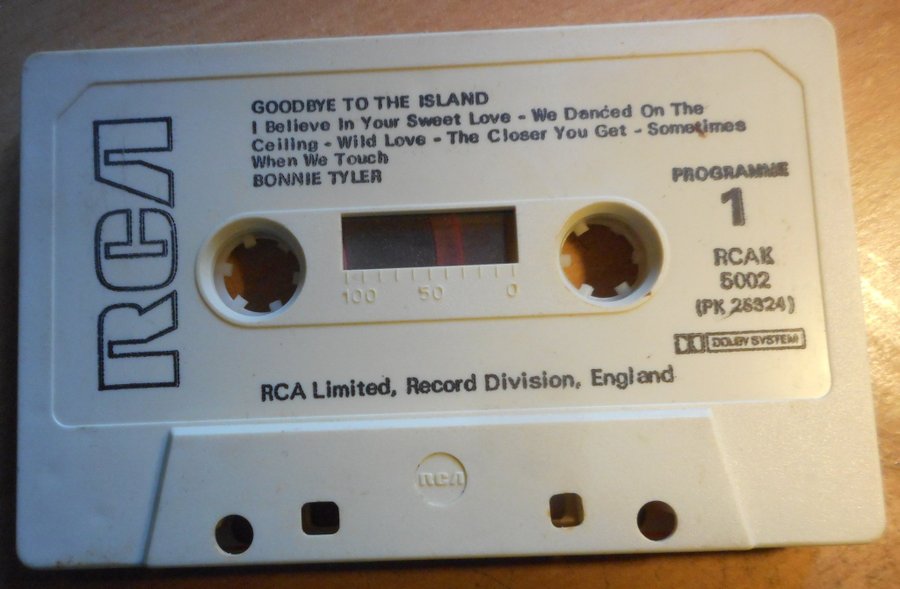 RCA
GOODBYE TO THE ISLAND
I Believe In Your Sweet Love - We Danced On The
Ceiling - Wild Love - The Closer You Get - Sometimes
When We Touch
BONNIE TYLER
PROGRAMME
1
RCAK
5002
(PK 28324)
DOLBY SYSTEM
100 50 0
RCA Limited, Record Division, England
RCA